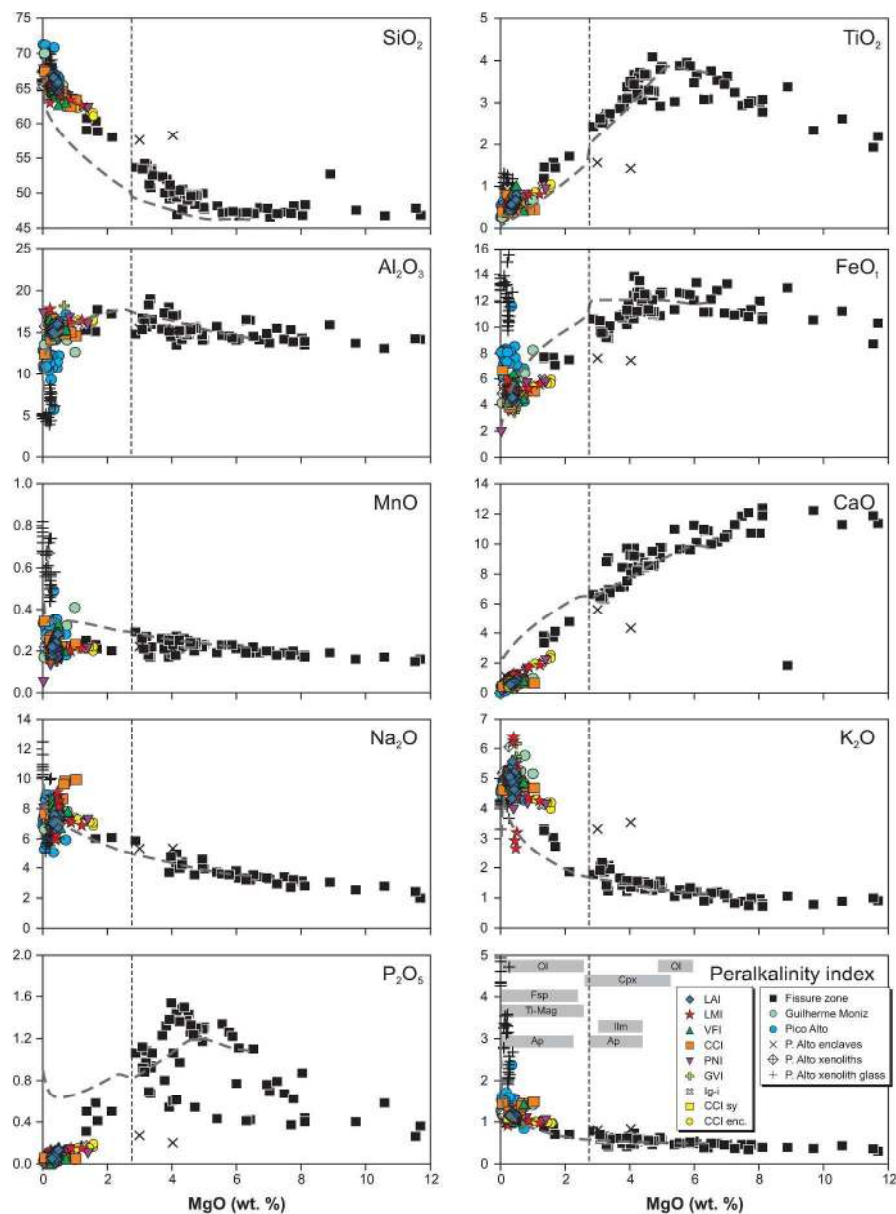 SiO2
75
70
65
60
55
50
45
TiO2
5
4
3
2
1
0
Al2O3
25
20
15
10
5
0
FeOt
16
14
12
10
8
6
4
2
0
MnO
1.0
0.8
0.6
0.4
0.2
0.0
CaO
14
12
10
8
6
4
2
0
Na2O
14
12
10
8
6
4
2
0
K2O
7
6
5
4
3
2
1
0
P2O5
2.0
1.6
1.2
0.8
0.4
0.0
0 2 4 6 8 10 12
MgO (wt. %)
Peralkalinity index
5
4
3
2
1
0
Ol Ol
Cpx
Fsp
Ti-Mag
Ilm
Ap Ap
LAI
LMI
VFI
CCI
PNI
GVI
Ig-i
CCI sy
CCI enc.
Fissure zone
Guilherme Moniz
Pico Alto
P. Alto enclaves
P. Alto xenoliths
P. Alto xenolith glass
0 2 4 6 8 10 12
MgO (wt. %)